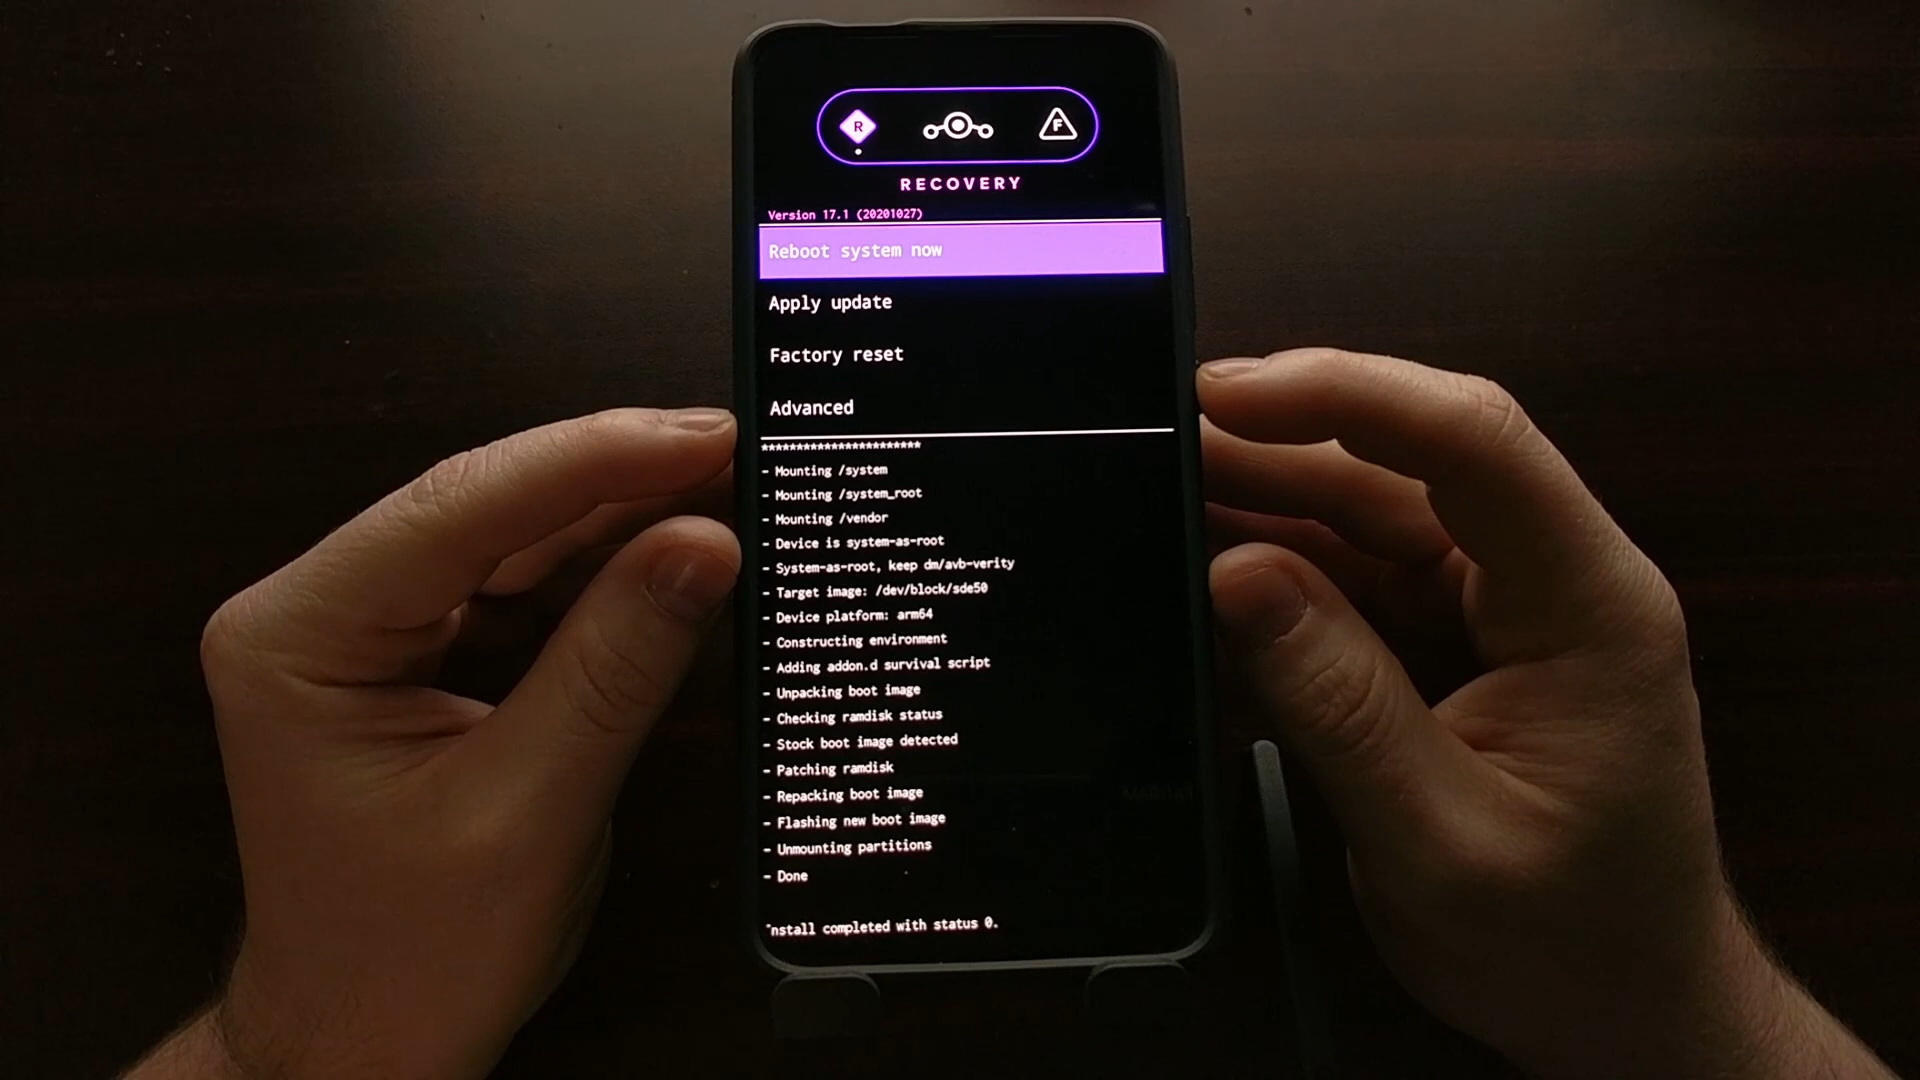 R
F
RECOVERY
Version 17.1 (20201027)
Reboot system now
Apply update
Factory reset
Advanced
***********************
- Mounting /system
- Mounting /system_root
- Mounting /vendor
- Device is system-as-root
- System-as-root, keep dm/avb-verity
- Target image: /dev/block/sde50
- Device platform: arm64
- Constructing environment
- Adding addon.d survival script
- Unpacking boot image
- Checking ramdisk status
- Stock boot image detected
- Patching ramdisk
- Repacking boot image
- Flashing new boot image
- Unmounting partitions
- Done
nstall completed with status 0.